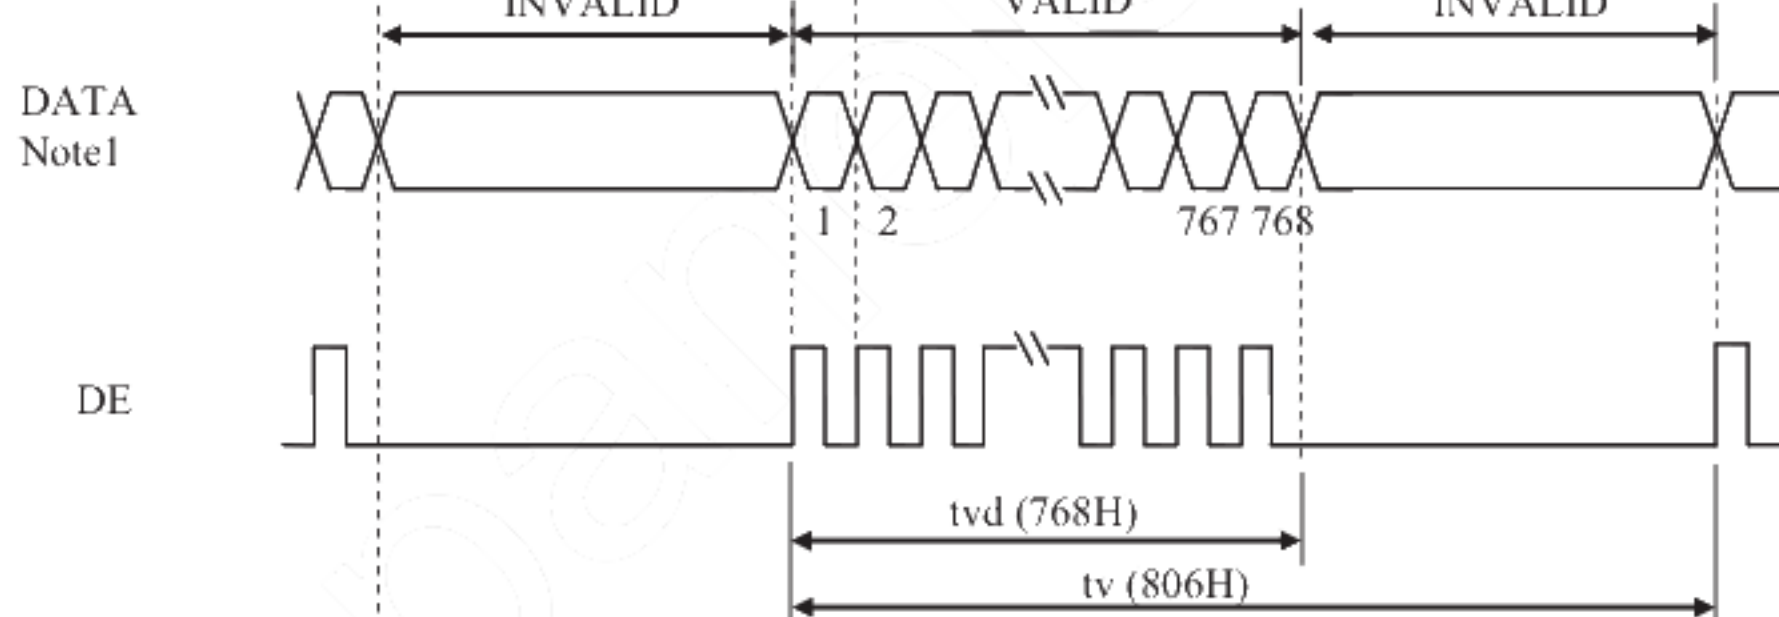 INVALID VALID INVALID
DATA
Note1
1 2 767 768
DE
tvd (768H)
tv (806H)